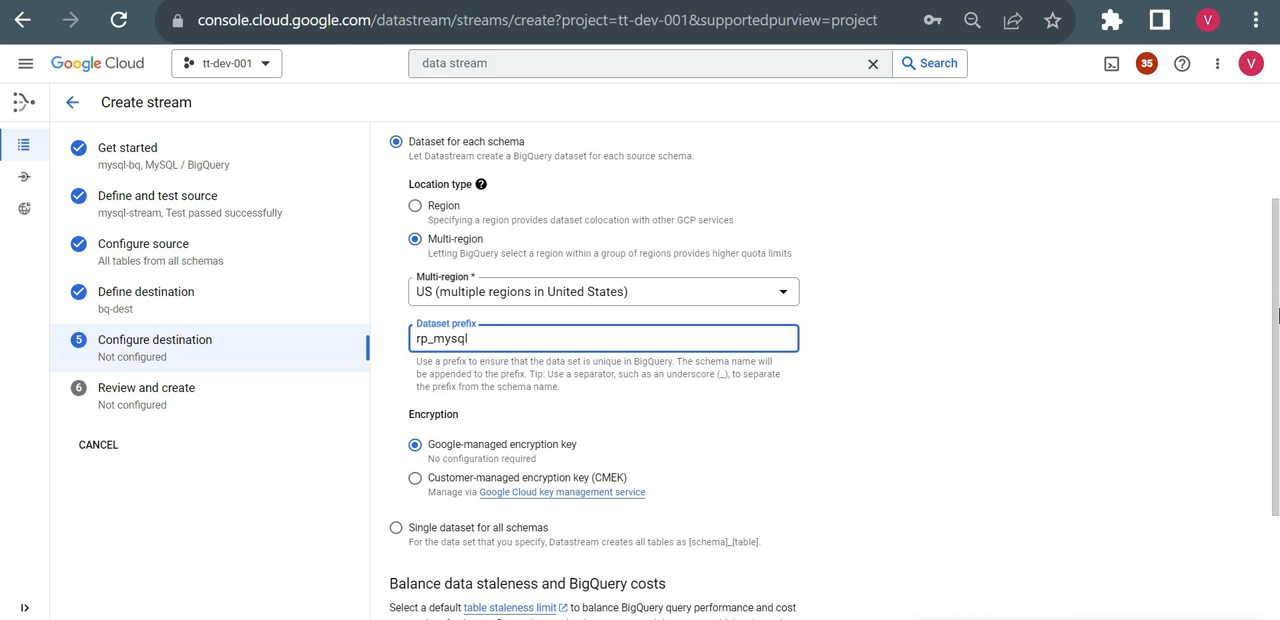 console.cloud.google.com/datastream/streams/create?project=tt-dev-001&supportedpurview=project
V
Google Cloud
tt-dev-001
data stream
Search
35
V
Create stream
Get started
mysql-bq, MySQL / BigQuery
Define and test source
mysql-stream, Test passed successfully
Configure source
All tables from all schemas
Define destination
bq-dest
5
Configure destination
Not configured
6
Review and create
Not configured
CANCEL
Dataset for each schema
Let Datastream create a BigQuery dataset for each source schema.
Location type
Region
Specifying a region provides dataset colocation with other GCP services
Multi-region
Letting BigQuery select a region within a group of regions provides higher quota limits
Multi-region *
US (multiple regions in United States)
Dataset prefix
rp_mysql
Use a prefix to ensure that the data set is unique in BigQuery. The schema name will
be appended to the prefix. Tip: Use a separator, such as an underscore (_), to separate
the prefix from the schema name.
Encryption
Google-managed encryption key
No configuration required
Customer-managed encryption key (CMEK)
Manage via Google Cloud key management service
Single dataset for all schemas
For the data set that you specify, Datastream creates all tables as [schema]_[table].
Balance data staleness and BigQuery costs
Select a default table staleness limit to balance BigQuery query performance and cost